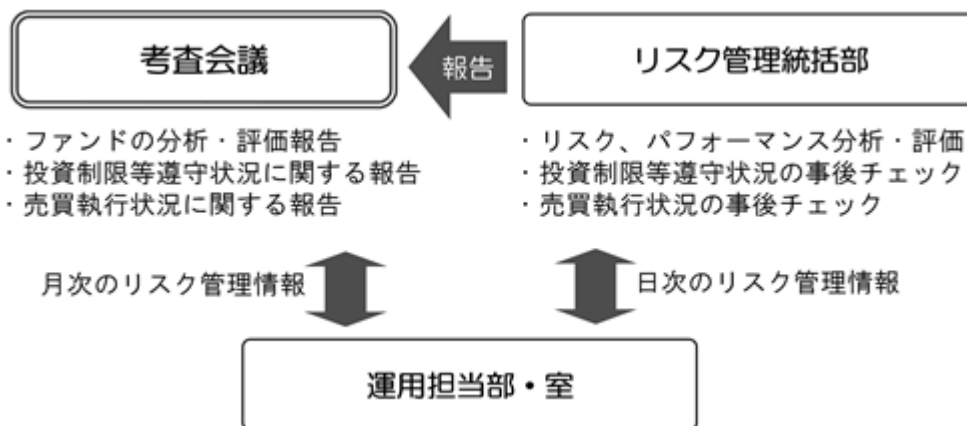 考査会議
報告
リスク管理統括部
・ファンドの分析・評価報告
・投資制限等遵守状況に関する報告
・売買執行状況に関する報告
・リスク、パフォーマンス分析・評価
・投資制限等遵守状況の事後チェック
・売買執行状況の事後チェック
月次のリスク管理情報
日次のリスク管理情報
運用担当部・室